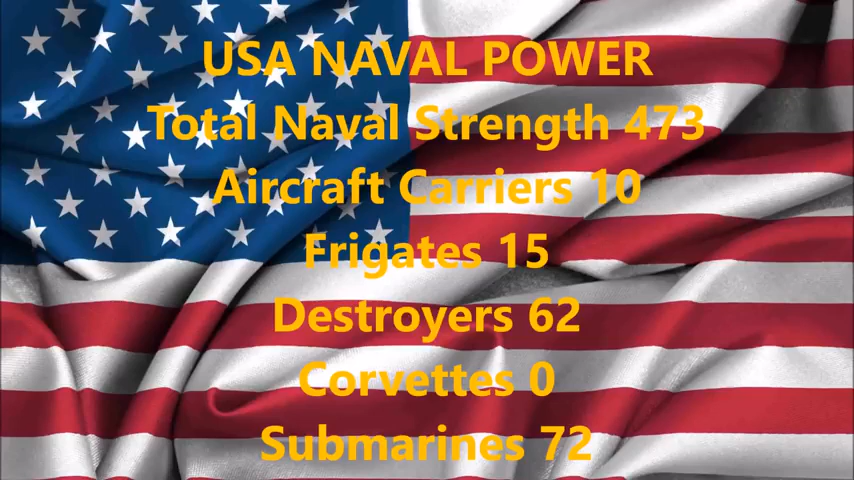 USA NAVAL POWER
Total Naval Strength 473
Aircraft Carriers 10
Frigates 15
Destroyers 62
Corvettes 0
Submarines 72